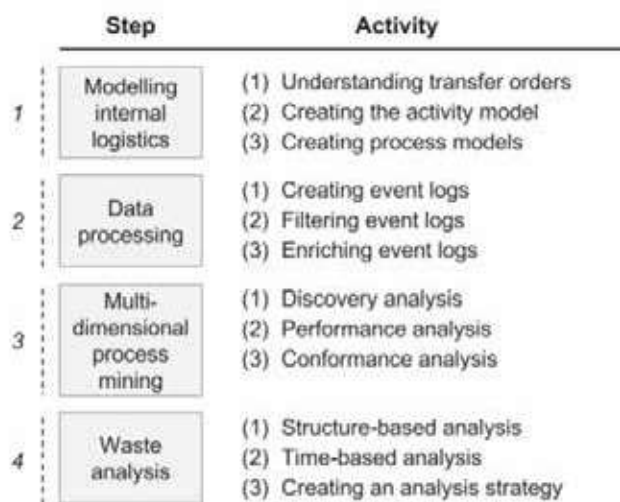 Step Activity
1
Modelling
internal
logistics
(1) Understanding transfer orders
(2) Creating the activity model
(3) Creating process models
2
Data
processing
(1) Creating event logs
(2) Filtering event logs
(3) Enriching event logs
3
Multi-
dimensional
process
mining
(1) Discovery analysis
(2) Performance analysis
(3) Conformance analysis
4
Waste
analysis
(1) Structure-based analysis
(2) Time-based analysis
(3) Creating an analysis strategy